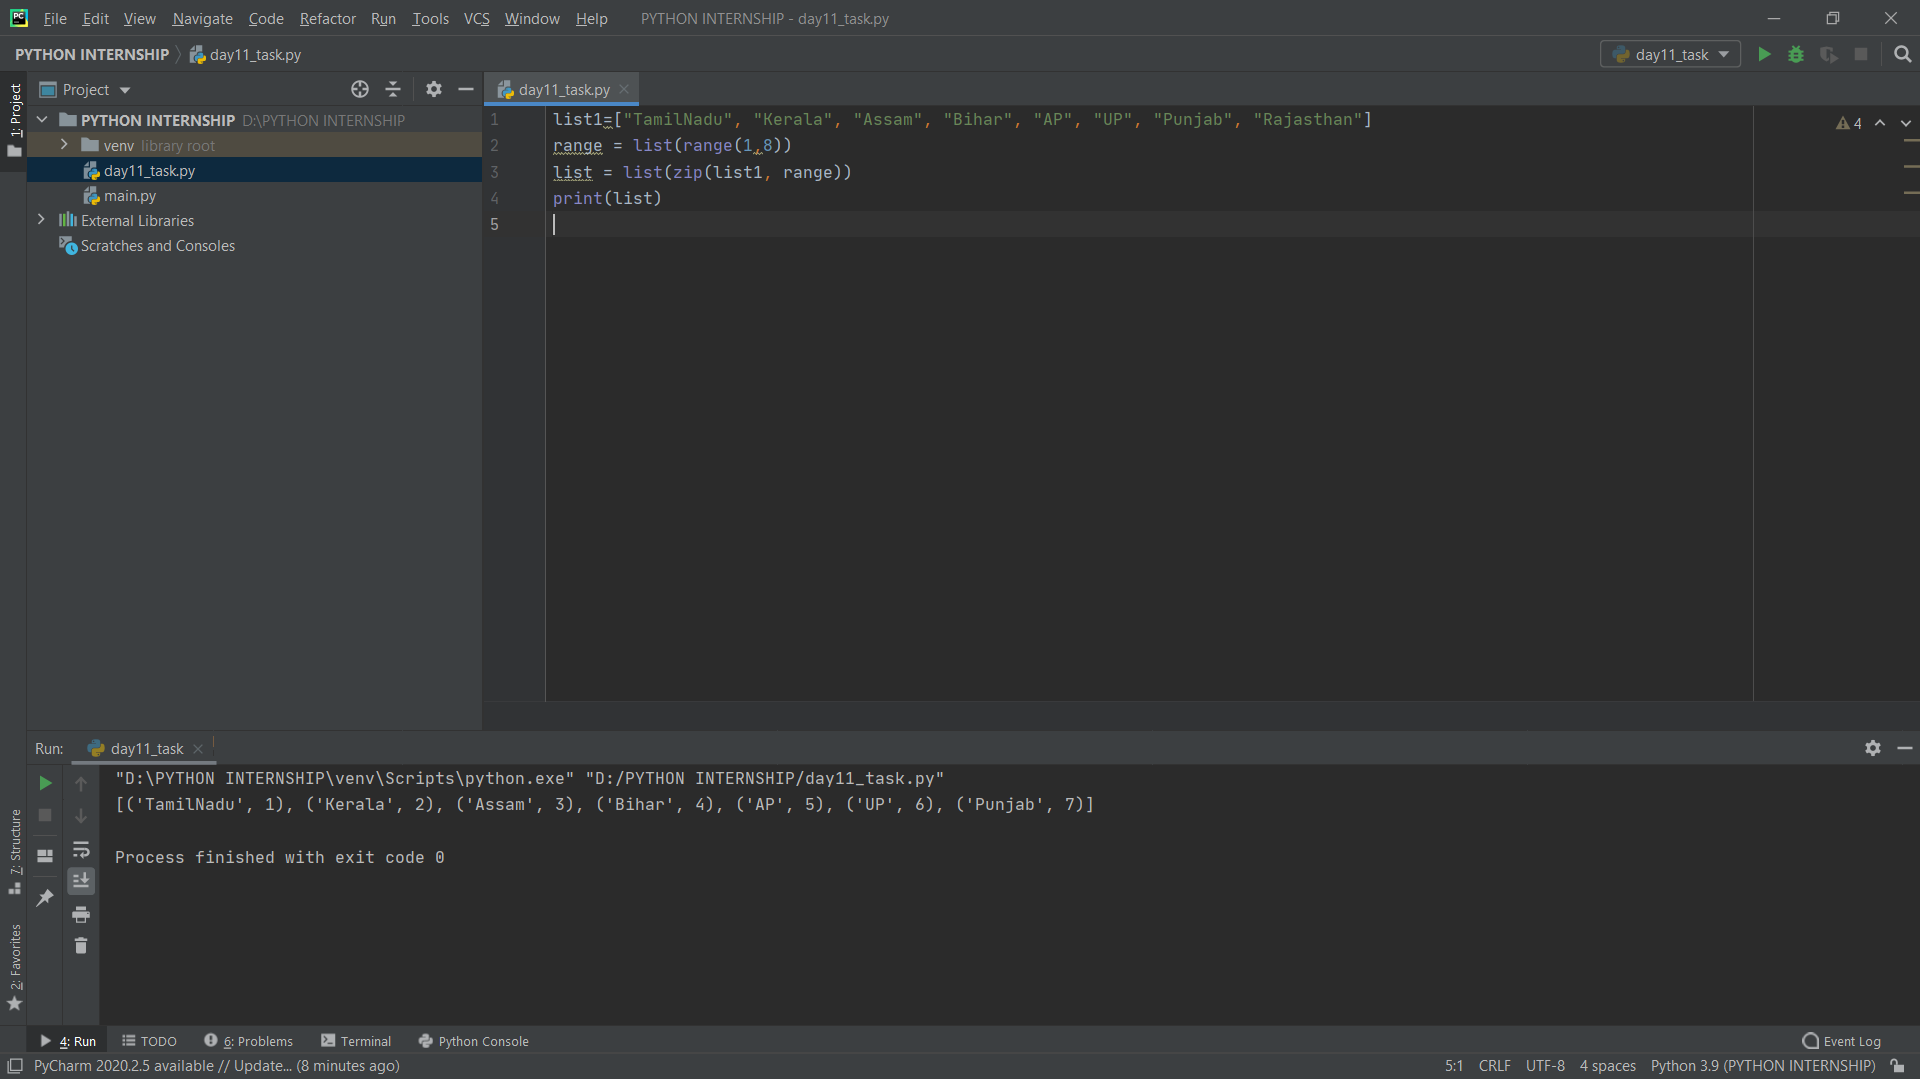 File Edit View Navigate Code Refactor Run Tools VCS Window Help PYTHON INTERNSHIP - day11_task.py
PYTHON INTERNSHIP day11_task.py day11_task
1: Project
Project
day11_task.py
PYTHON INTERNSHIP D:\PYTHON INTERNSHIP
venv library root
day11_task.py
main.py
External Libraries
Scratches and Consoles
1 list1=["TamilNadu", "Kerala", "Assam", "Bihar", "AP", "UP", "Punjab", "Rajasthan"]
2 range = list(range(1,8))
3 list = list(zip(list1, range))
4 print(list)
5
4
Run: day11_task
"D:\PYTHON INTERNSHIP\venv\Scripts\python.exe" "D:/PYTHON INTERNSHIP/day11_task.py"
[('TamilNadu', 1), ('Kerala', 2), ('Assam', 3), ('Bihar', 4), ('AP', 5), ('UP', 6), ('Punjab', 7)]
Process finished with exit code 0
7: Structure
2: Favorites
4: Run TODO 6: Problems Terminal Python Console Event Log
PyCharm 2020.2.5 available // Update... (8 minutes ago) 5:1 CRLF UTF-8 4 spaces Python 3.9 (PYTHON INTERNSHIP)